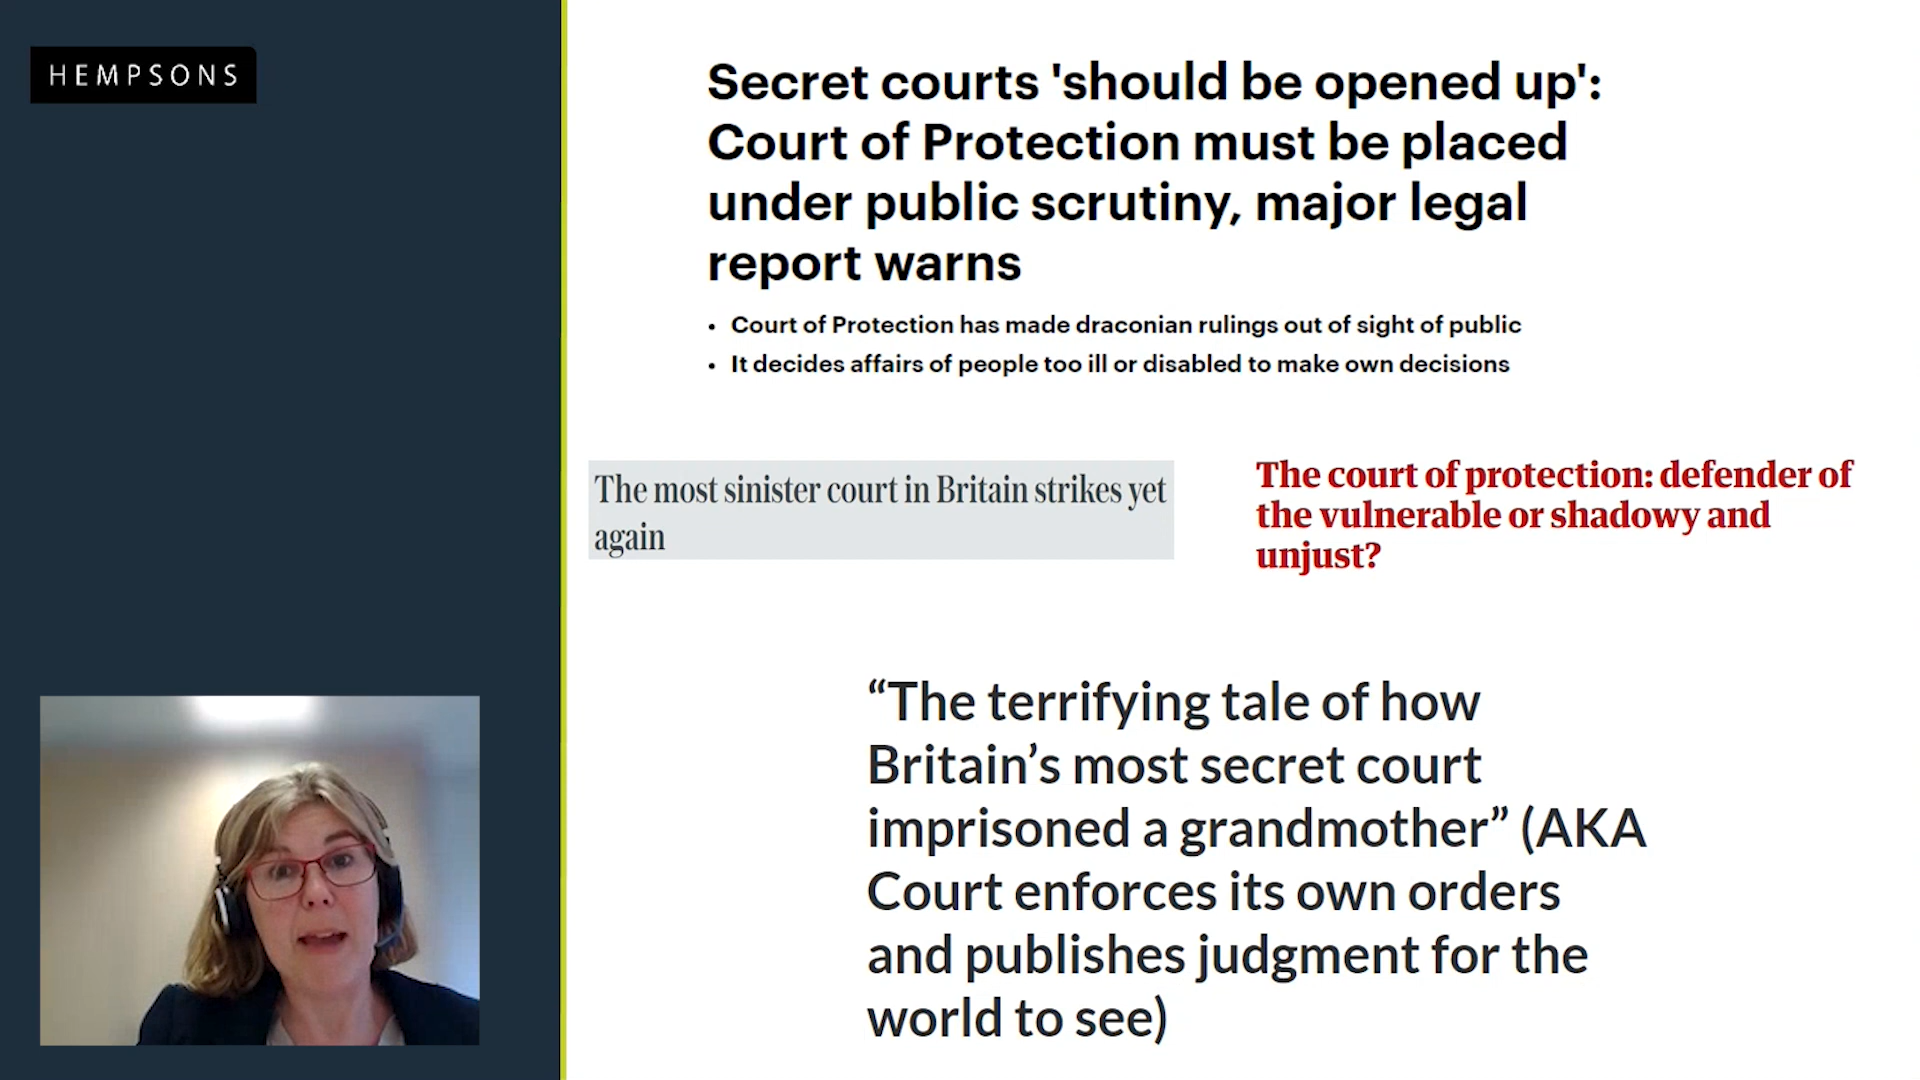 HEMPSONS
Secret courts 'should be opened up':
Court of Protection must be placed
under public scrutiny, major legal
report warns
• Court of Protection has made draconian rulings out of sight of public
• It decides affairs of people too ill or disabled to make own decisions
The most sinister court in Britain strikes yet
again
The court of protection: defender of
the vulnerable or shadowy and
unjust?
“The terrifying tale of how
Britain’s most secret court
imprisoned a grandmother” (AKA
Court enforces its own orders
and publishes judgment for the
world to see)